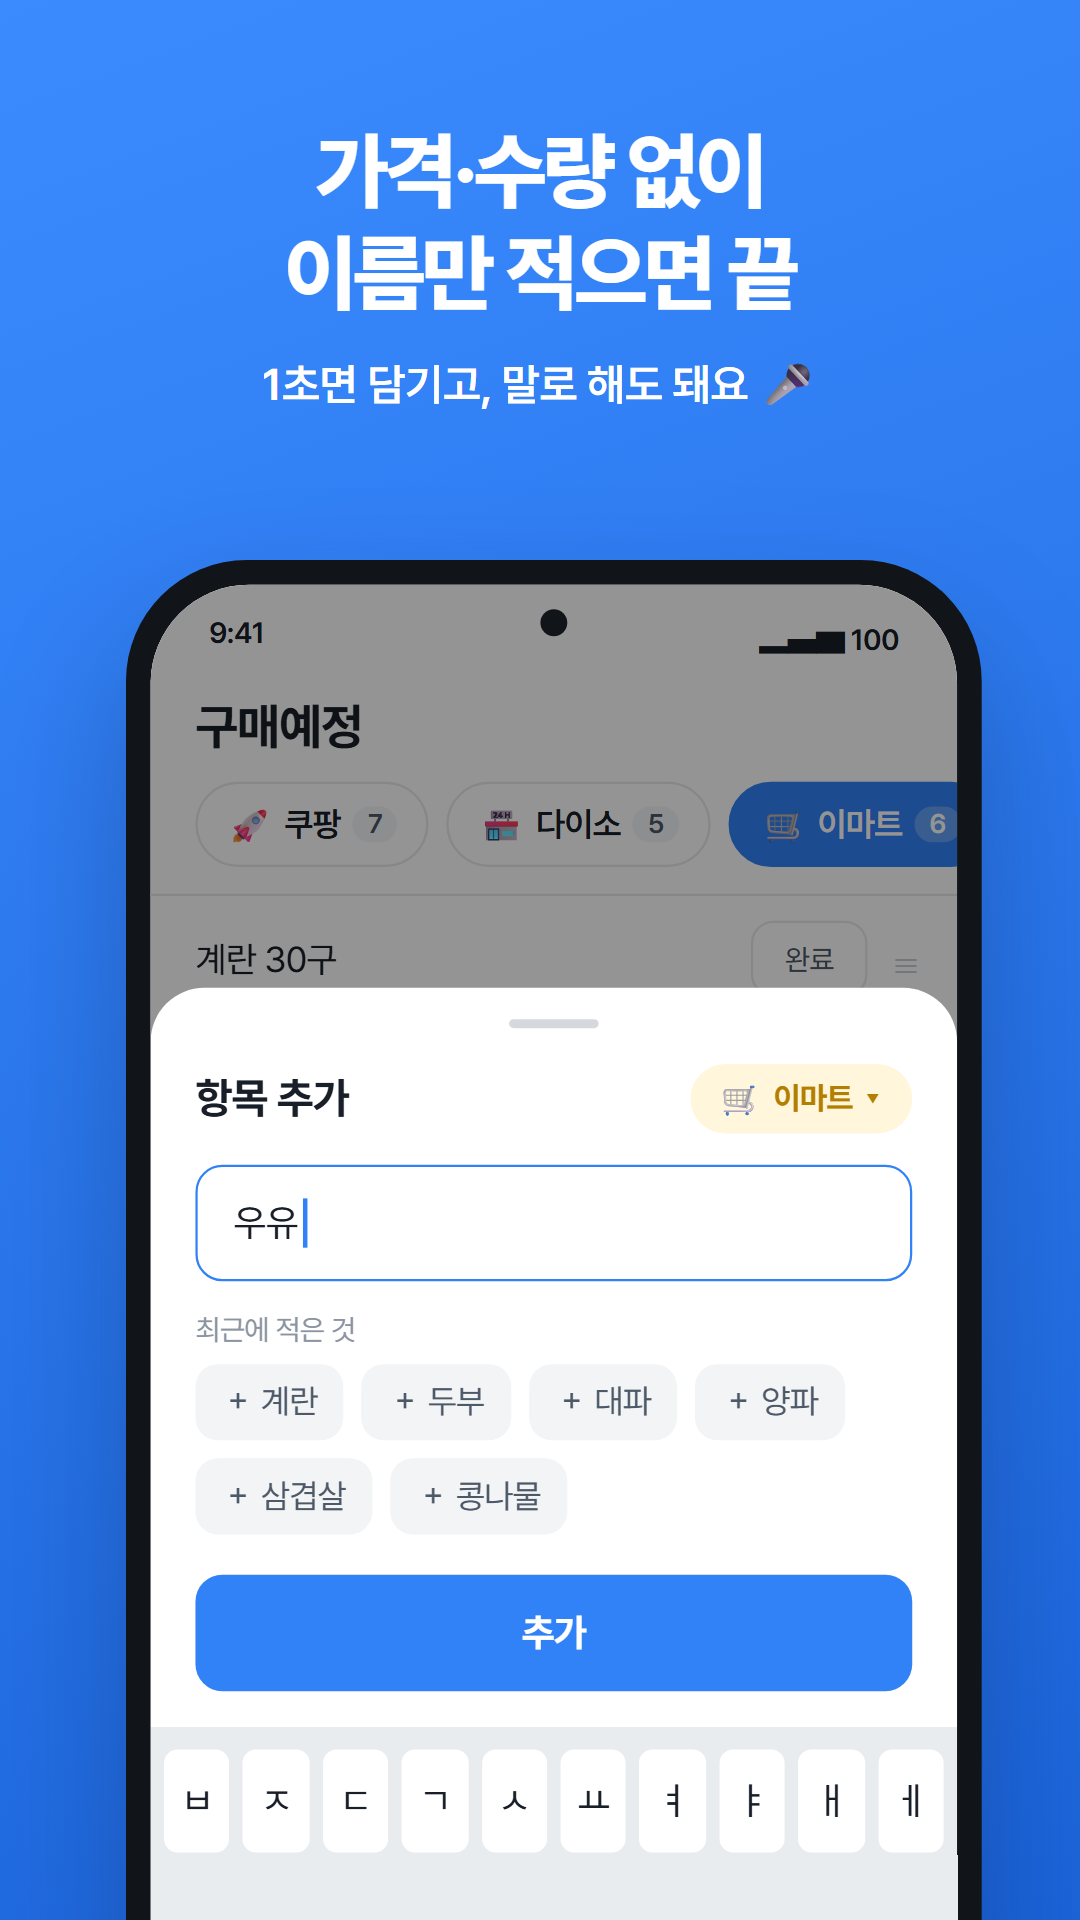 가격·수량 없이
이름만 적으면 끝
1초면 담기고, 말로 해도 돼요 🎤
9:41
100
구매예정
🚀 쿠팡 7
🏪 다이소 5
🛒 이마트 6
계란 30구
완료
항목 추가
🛒 이마트 ▾
우유
최근에 적은 것
+ 계란
+ 두부
+ 대파
+ 양파
+ 삼겹살
+ 콩나물
추가
ㅂ ㅈ ㄷ ㄱ ㅅ ㅛ ㅕ ㅑ ㅐ ㅔ